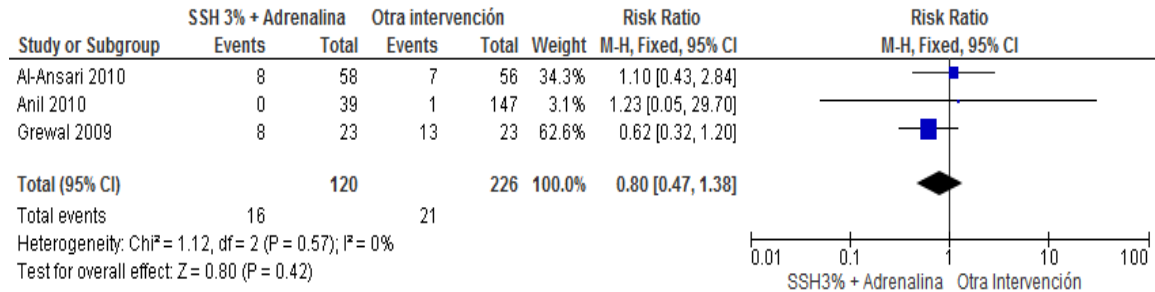 SSH 3% + Adrenalina Otra intervención Risk Ratio Risk Ratio
Study or Subgroup Events Total Events Total Weight M-H, Fixed, 95% CI M-H, Fixed, 95% CI
Al-Ansari 2010 8 58 7 56 34.3% 1.10 [0.43, 2.84]
Anil 2010 0 39 1 147 3.1% 1.23 [0.05, 29.70]
Grewal 2009 8 23 13 23 62.6% 0.62 [0.32, 1.20]
Total (95% CI) 120 226 100.0% 0.80 [0.47, 1.38]
Total events 16 21
Heterogeneity: Chi² = 1.12, df = 2 (P = 0.57); I² = 0%
Test for overall effect: Z = 0.80 (P = 0.42)
0.01 0.1 1 10 100
SSH3% + Adrenalina Otra Intervención